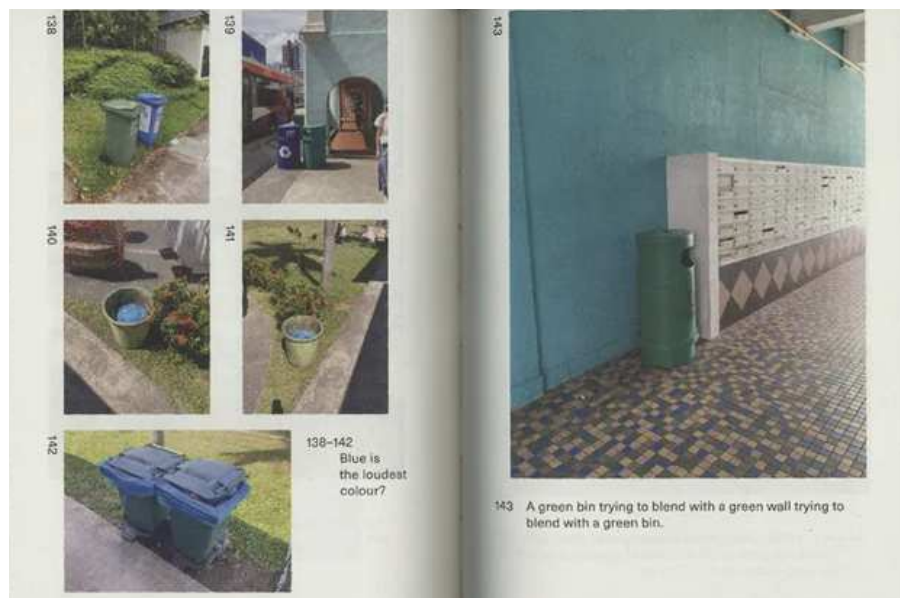 138
139
140
141
142
138–142
Blue is
the loudest
colour?
143
143 A green bin trying to blend with a green wall trying to
blend with a green bin.